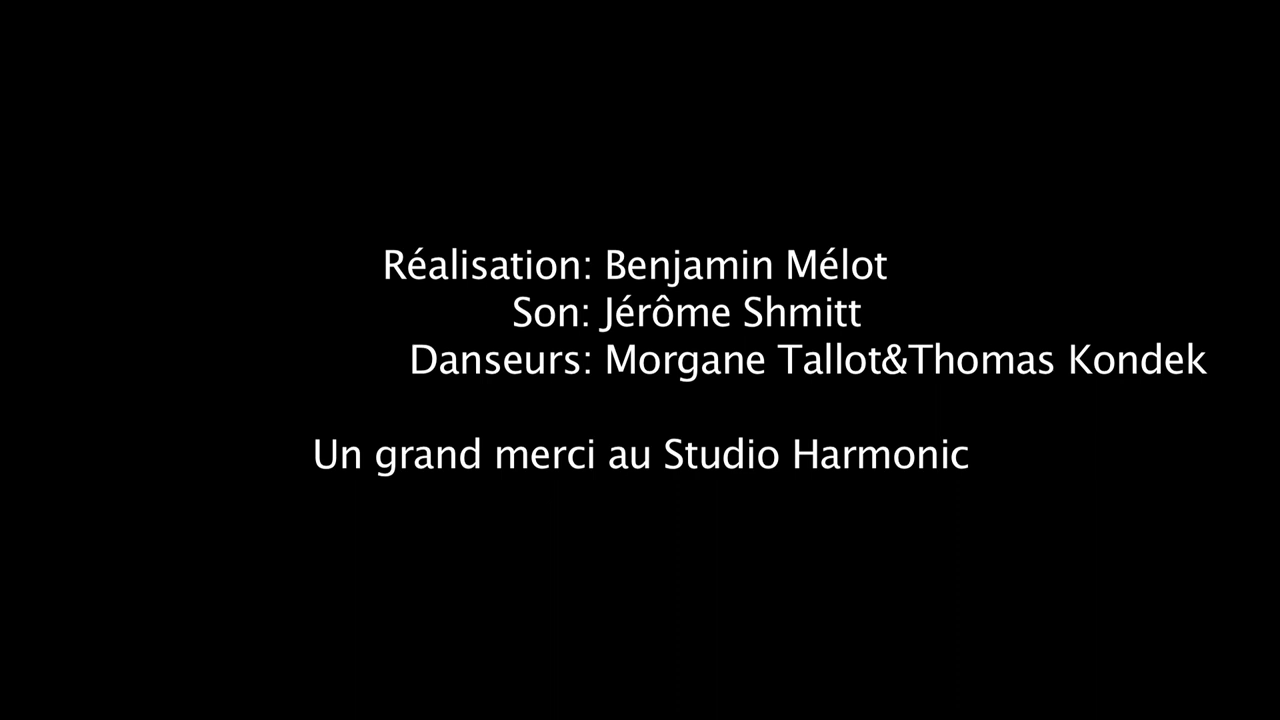 Réalisation: Benjamin Mélot
Son: Jérôme Shmitt
Danseurs: Morgane Tallot&Thomas Kondek
Un grand merci au Studio Harmonic